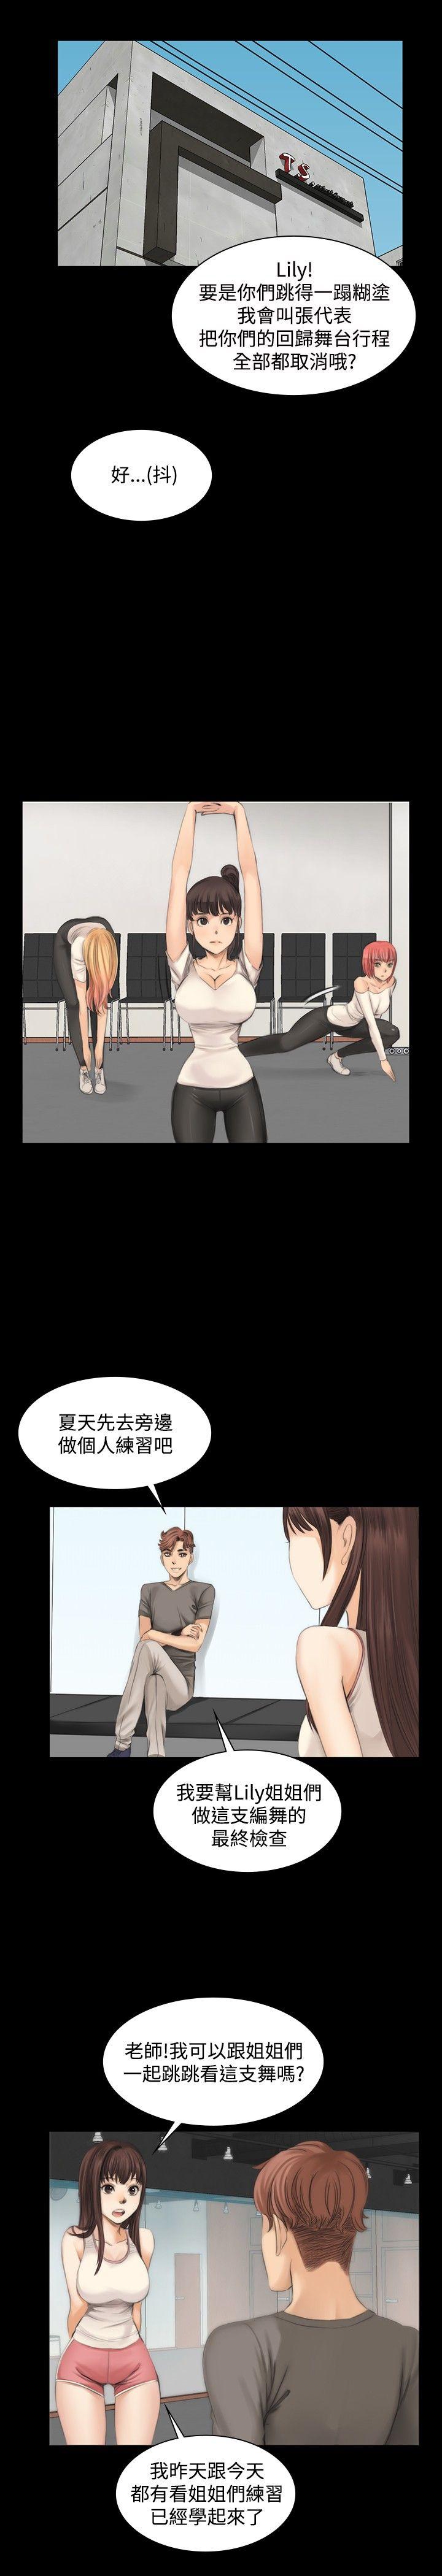 TS
Lily!
要是你們跳得一蹋糊塗
我會叫張代表
把你們的回歸舞台行程
全部都取消哦?
好...(抖)
夏天先去旁邊
做個人練習吧
我要幫Lily姐姐們
做這支編舞的
最終檢查
老師!我可以跟姐姐們
一起跳跳看這支舞嗎?
我昨天跟今天
都有看姐姐們練習
已經學起來了